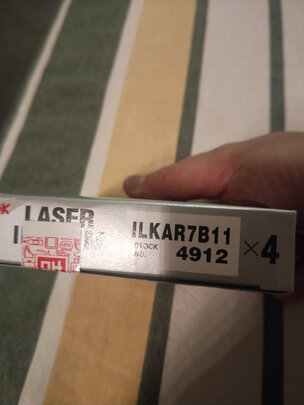 LASER
I
ILKAR7B11
STOCK
NO.
4912
×4